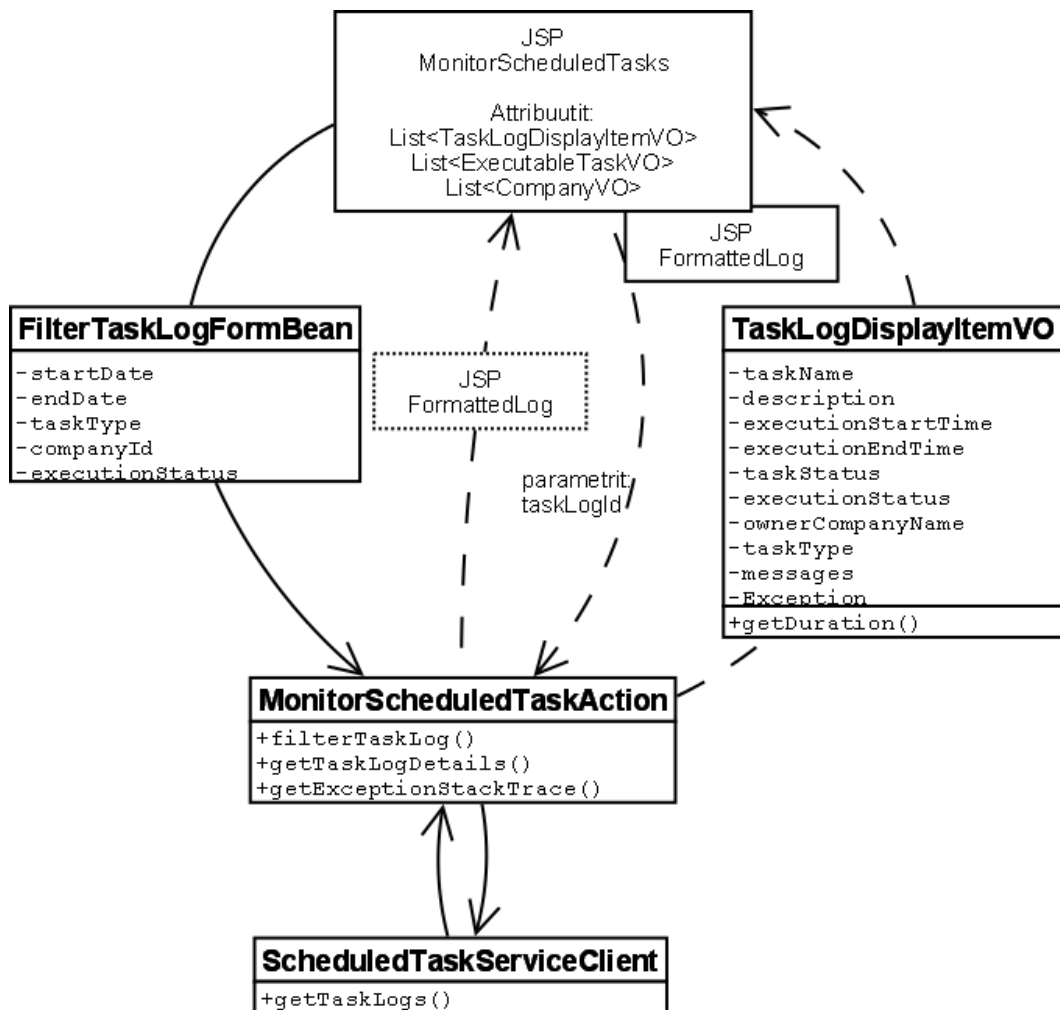 JSP
MonitorScheduledTasks
Attribuutit:
List<TaskLogDisplayItemVO>
List<ExecutableTaskVO>
List<CompanyVO>
JSP
FormattedLog
FilterTaskLogFormBean
-startDate
-endDate
-taskType
-companyId
-executionStatus
JSP
FormattedLog
parametrit:
taskLogId
TaskLogDisplayItemVO
-taskName
-description
-executionStartTime
-executionEndTime
-taskStatus
-executionStatus
-ownerCompanyName
-taskType
-messages
-Exception
+getDuration()
MonitorScheduledTaskAction
+filterTaskLog()
+getTaskLogDetails()
+getExceptionStackTrace()
ScheduledTaskServiceClient
+getTaskLogs()